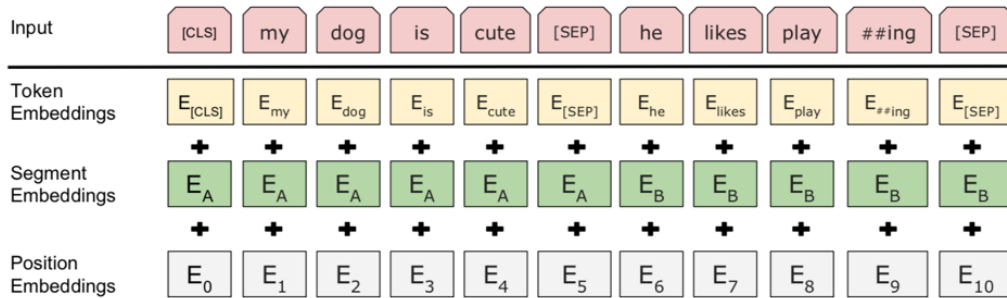 Input [CLS] my dog is cute [SEP] he likes play ##ing [SEP]
Token
Embeddings
E[CLS] Emy Edog Eis Ecute E[SEP] Ehe Elikes Eplay E##ing E[SEP]
+ + + + + + + + + + +
Segment
Embeddings
EA EA EA EA EA EA EB EB EB EB EB
+ + + + + + + + + + +
Position
Embeddings
E0 E1 E2 E3 E4 E5 E6 E7 E8 E9 E10